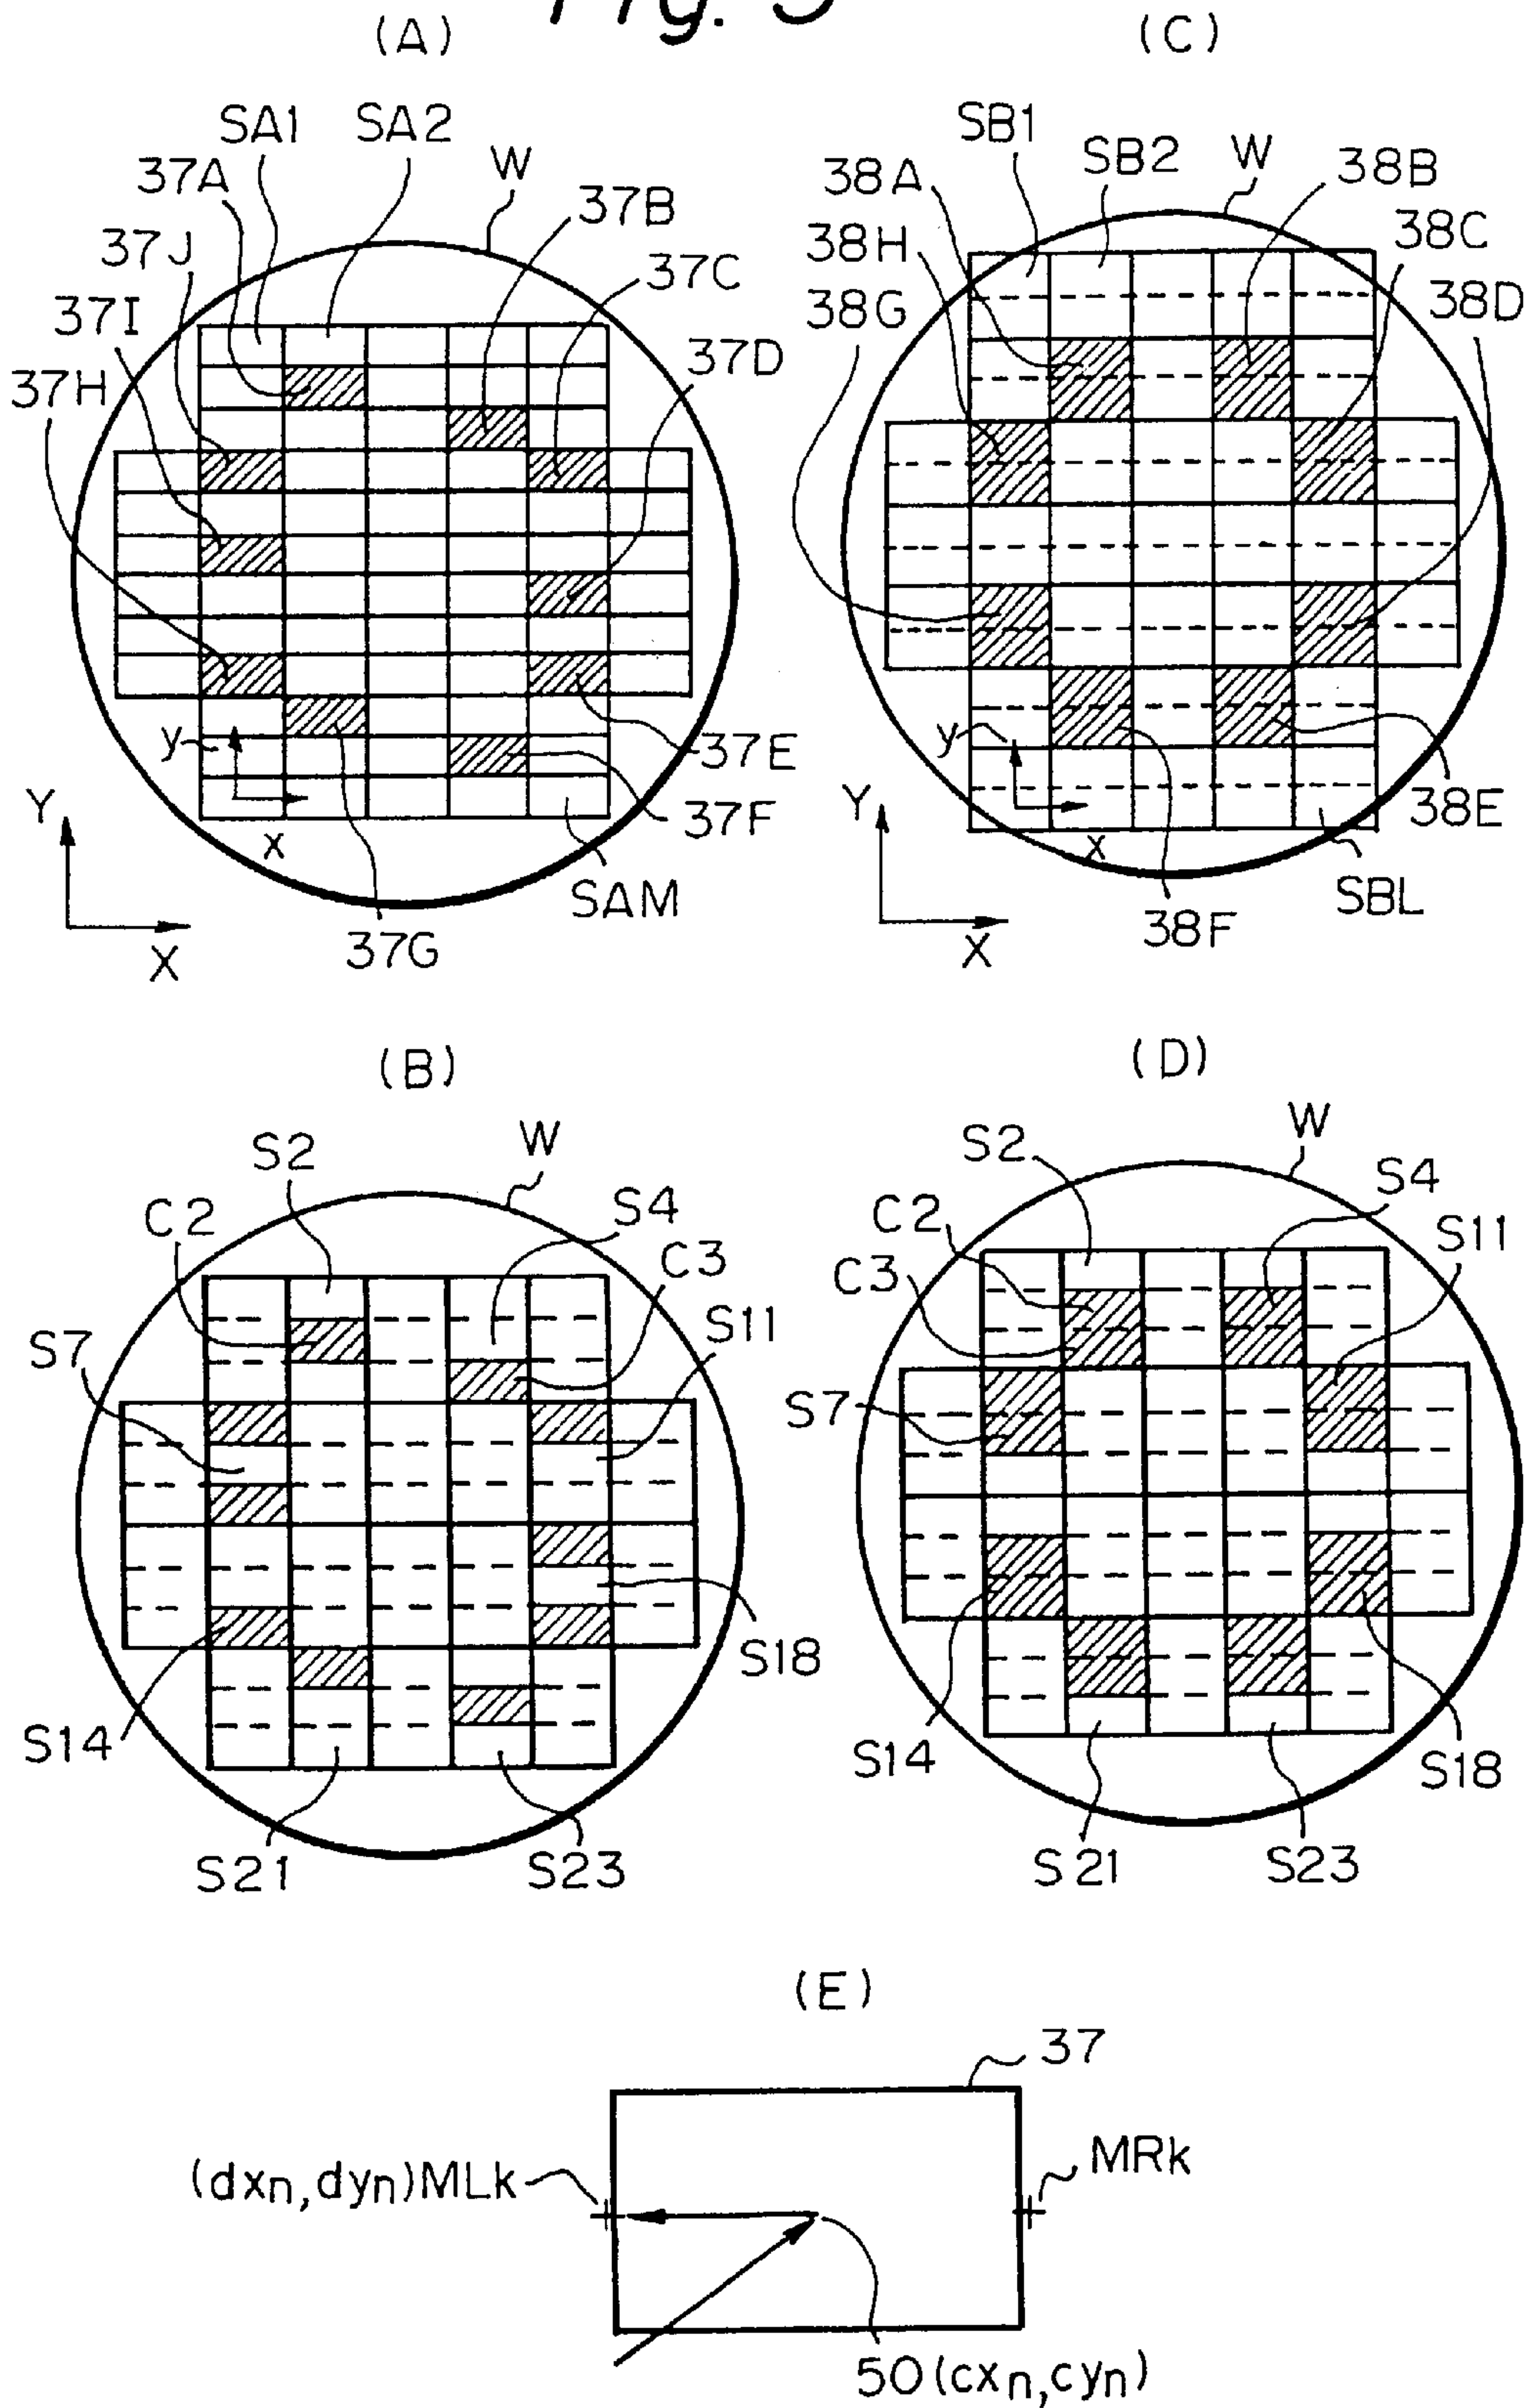 Fig. 5
(A)
SA1
SA2
W
37A
37B
37J
37C
37I
37D
37H
y
37E
Y
37F
x
SAM
X
37G
(C)
SB1
SB2
W
38A
38B
38H
38C
38G
38D
y
Y
38E
x
SBL
X
38F
(B)
S2
W
C2
S4
C3
S7
S11
S14
S18
S21
S23
(D)
S2
W
C2
S4
C3
S11
S7
S14
S18
S21
S23
(E)
37
(dxn,dyn)MLk
MRk
50(cxn,cyn)